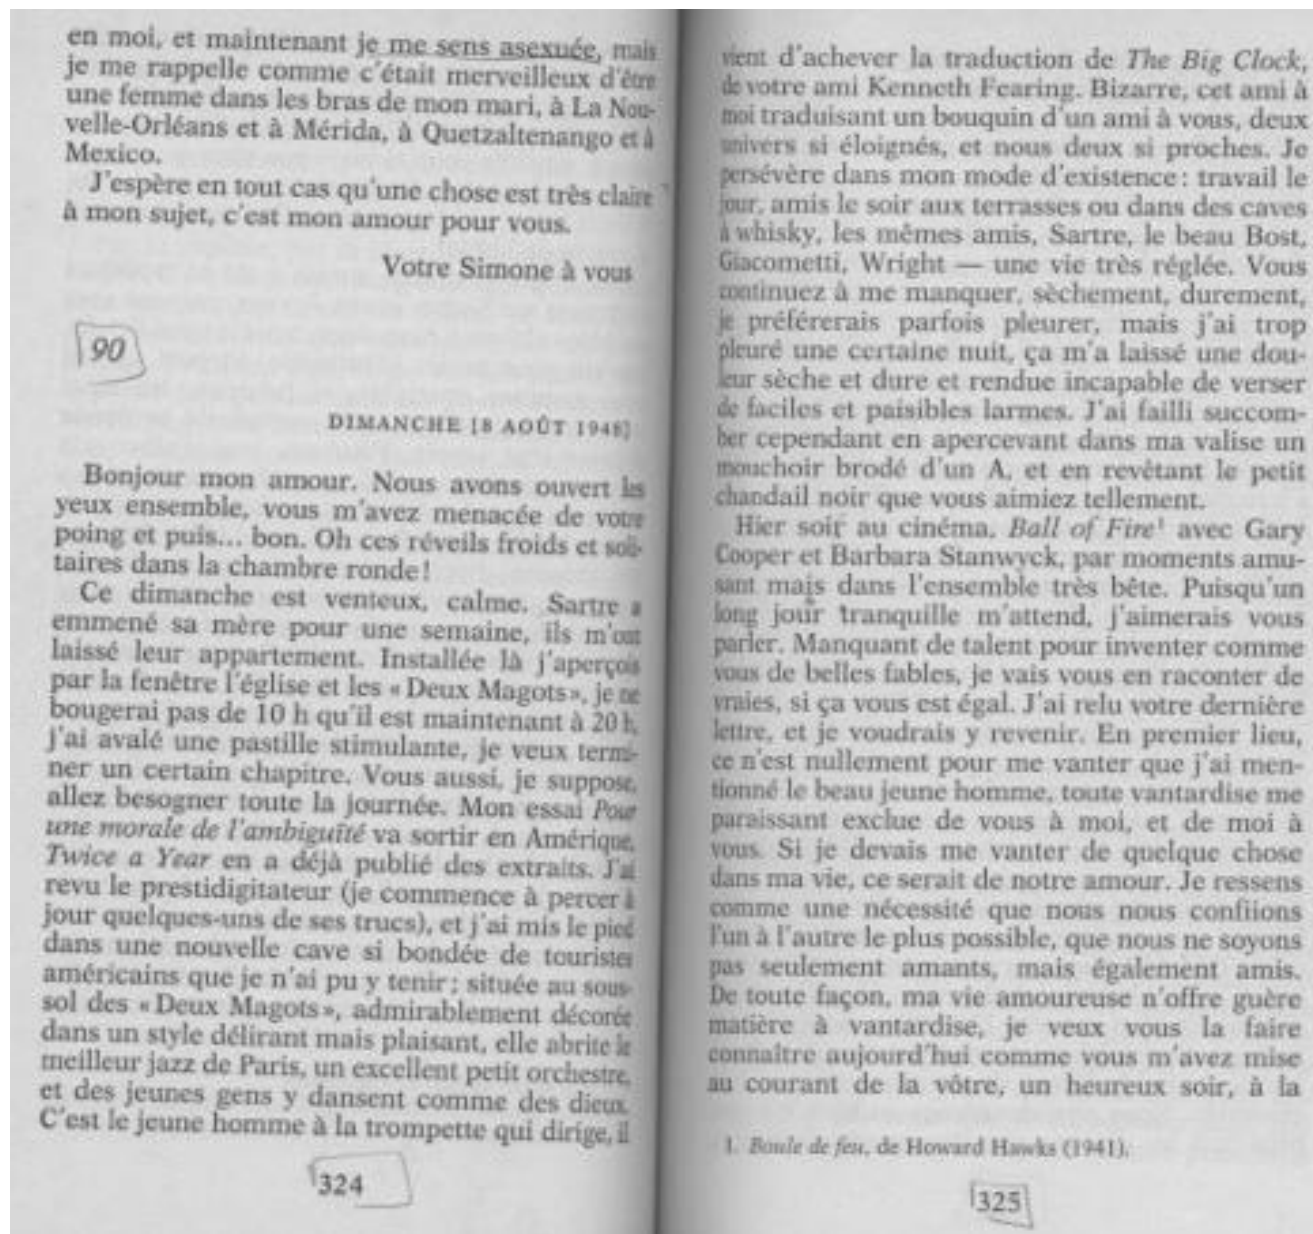 en moi, et maintenant je me sens asexuée, mais
je me rappelle comme c'était merveilleux d'être
une femme dans les bras de mon mari, à La Nou-
velle-Orléans et à Mérida, à Quetzaltenango et à
Mexico.
J'espère en tout cas qu'une chose est très claire
à mon sujet, c'est mon amour pour vous.
Votre Simone à vous
90
DIMANCHE [8 AOÛT 1948]
Bonjour mon amour. Nous avons ouvert les
yeux ensemble, vous m'avez menacée de votre
poing et puis... bon. Oh ces réveils froids et soli-
taires dans la chambre ronde!
Ce dimanche est venteux, calme. Sartre a
emmené sa mère pour une semaine, ils m'ont
laissé leur appartement. Installée là j'aperçois
par la fenêtre l'église et les «Deux Magots», je ne
bougerai pas de 10 h qu'il est maintenant à 20 h,
j'ai avalé une pastille stimulante, je veux termi-
ner un certain chapitre. Vous aussi, je suppose,
allez besogner toute la journée. Mon essai Pour
une morale de l'ambiguïté va sortir en Amérique,
Twice a Year en a déjà publié des extraits. J'ai
revu le prestidigitateur (je commence à percer à
jour quelques-uns de ses trucs), et j'ai mis le pied
dans une nouvelle cave si bondée de touristes
américains que je n'ai pu y tenir; située au sous-
sol des «Deux Magots», admirablement décorée
dans un style délirant mais plaisant, elle abrite le
meilleur jazz de Paris, un excellent petit orchestre,
et des jeunes gens y dansent comme des dieux.
C'est le jeune homme à la trompette qui dirige, il
324
vient d'achever la traduction de The Big Clock,
de votre ami Kenneth Fearing. Bizarre, cet ami à
moi traduisant un bouquin d'un ami à vous, deux
univers si éloignés, et nous deux si proches. Je
persévère dans mon mode d'existence: travail le
jour, amis le soir aux terrasses ou dans des caves
à whisky, les mêmes amis, Sartre, le beau Bost,
Giacometti, Wright — une vie très réglée. Vous
continuez à me manquer, sèchement, durement,
je préférerais parfois pleurer, mais j'ai trop
pleuré une certaine nuit, ça m'a laissé une dou-
leur sèche et dure et rendue incapable de verser
de faciles et paisibles larmes. J'ai failli succom-
ber cependant en apercevant dans ma valise un
mouchoir brodé d'un A, et en revêtant le petit
chandail noir que vous aimiez tellement.
Hier soir au cinéma, Ball of Fire¹ avec Gary
Cooper et Barbara Stanwyck, par moments amu-
sant mais dans l'ensemble très bête. Puisqu'un
long jour tranquille m'attend, j'aimerais vous
parler. Manquant de talent pour inventer comme
vous de belles fables, je vais vous en raconter de
vraies, si ça vous est égal. J'ai relu votre dernière
lettre, et je voudrais y revenir. En premier lieu,
ce n'est nullement pour me vanter que j'ai men-
tionné le beau jeune homme, toute vantardise me
paraissant exclue de vous à moi, et de moi à
vous. Si je devais me vanter de quelque chose
dans ma vie, ce serait de notre amour. Je ressens
comme une nécessité que nous nous confiions
l'un à l'autre le plus possible, que nous ne soyons
pas seulement amants, mais également amis.
De toute façon, ma vie amoureuse n'offre guère
matière à vantardise, je veux vous la faire
connaître aujourd'hui comme vous m'avez mise
au courant de la vôtre, un heureux soir, à la
1. Boule de feu, de Howard Hawks (1941).
325